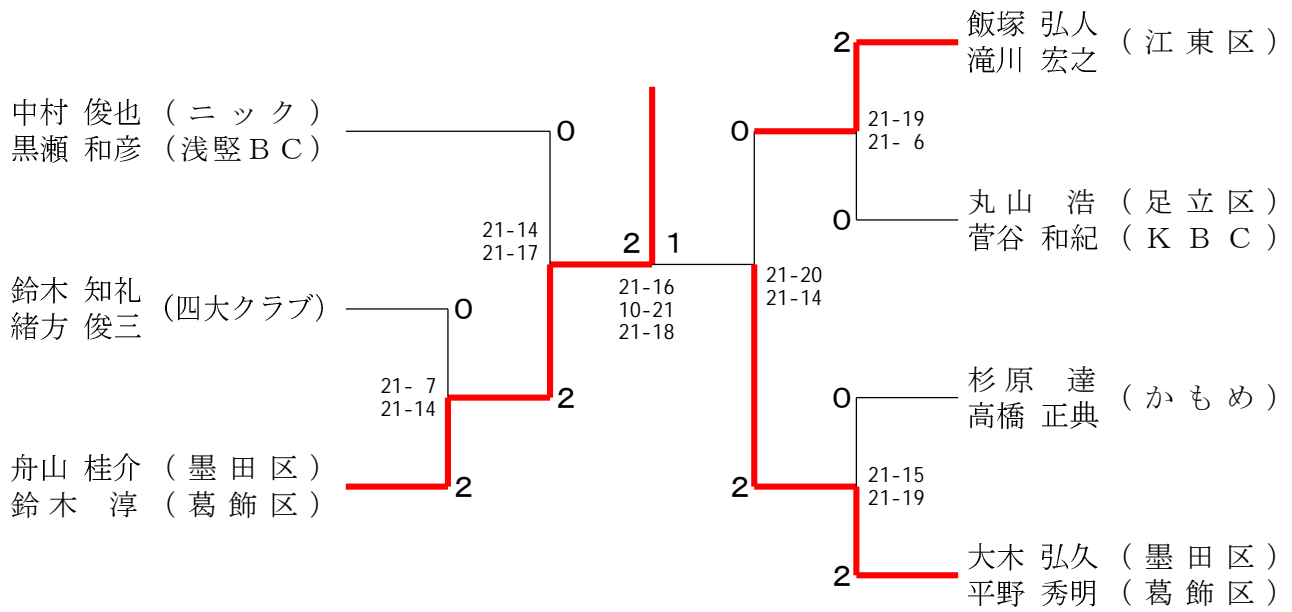 中村 俊也 (ニック)
黒瀬 和彦 (浅堅BC)
鈴木 知礼
緒方 俊三
(四大クラブ)
舟山 桂介 (墨田区)
鈴木 淳 (葛飾区)
0
21-14
21-17
0
21- 7
21-14
2
2
2 1
21-16
10-21
21-18
飯塚 弘人
滝川 宏之
(江東区)
2
0
21-19
21- 6
丸山 浩 (足立区)
菅谷 和紀 (KBC)
0
21-20
21-14
杉原 達
高橋 正典
(かもめ)
0
2
21-15
21-19
大木 弘久 (墨田区)
平野 秀明 (葛飾区)
2